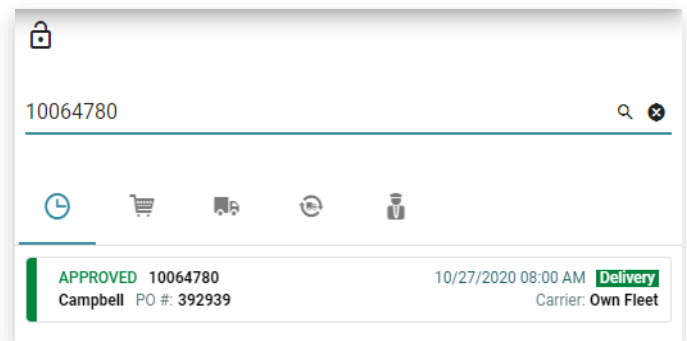 10064780
APPROVED 10064780 10/27/2020 08:00 AM Delivery
Campbell PO #: 392939 Carrier: Own Fleet